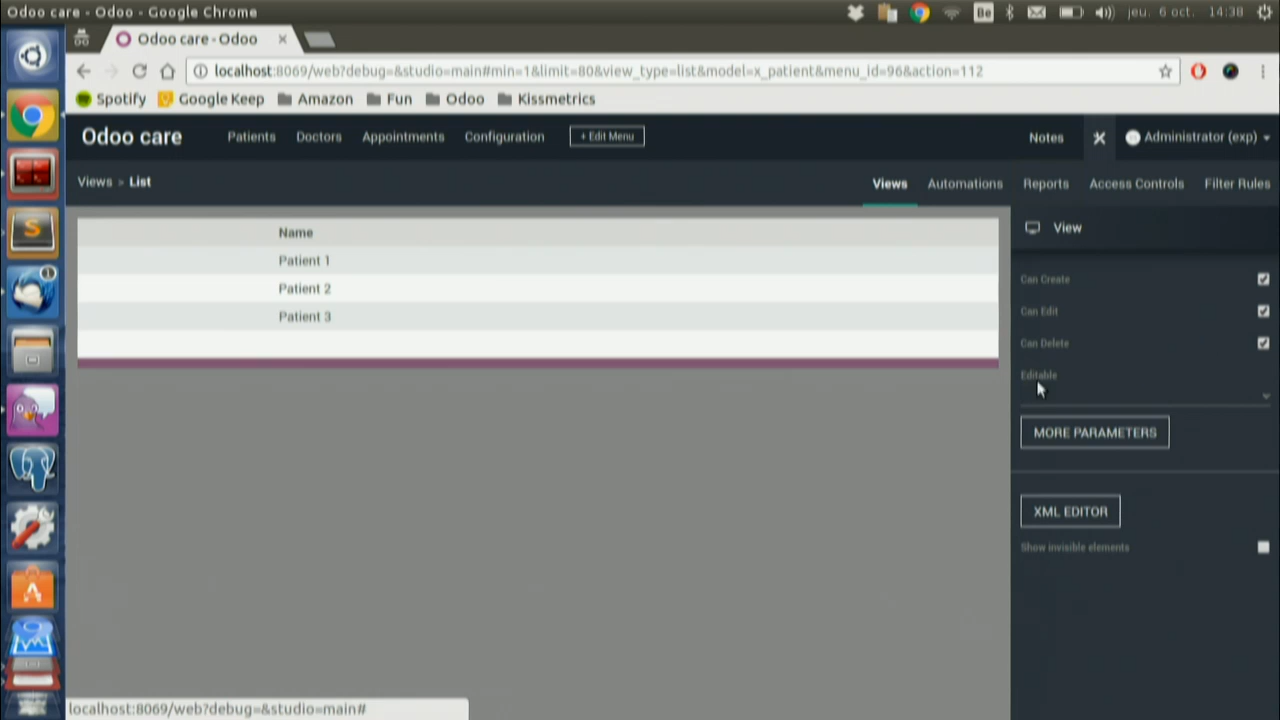 Odoo care - Odoo - Google Chrome
Be
jeu. 6 oct. 14:38
Odoo care - Odoo
localhost:8069/web?debug=&studio=main#min=1&limit=80&view_type=list&model=x_patient&menu_id=96&action=112
Spotify Google Keep Amazon Fun Odoo Kissmetrics
Odoo care Patients Doctors Appointments Configuration + Edit Menu Notes Administrator (exp)
Views > List Views Automations Reports Access Controls Filter Rules
View
Name
Patient 1
Patient 2
Patient 3
Can Create
Can Edit
Can Delete
Editable
MORE PARAMETERS
XML EDITOR
Show invisible elements
localhost:8069/web?debug=&studio=main#